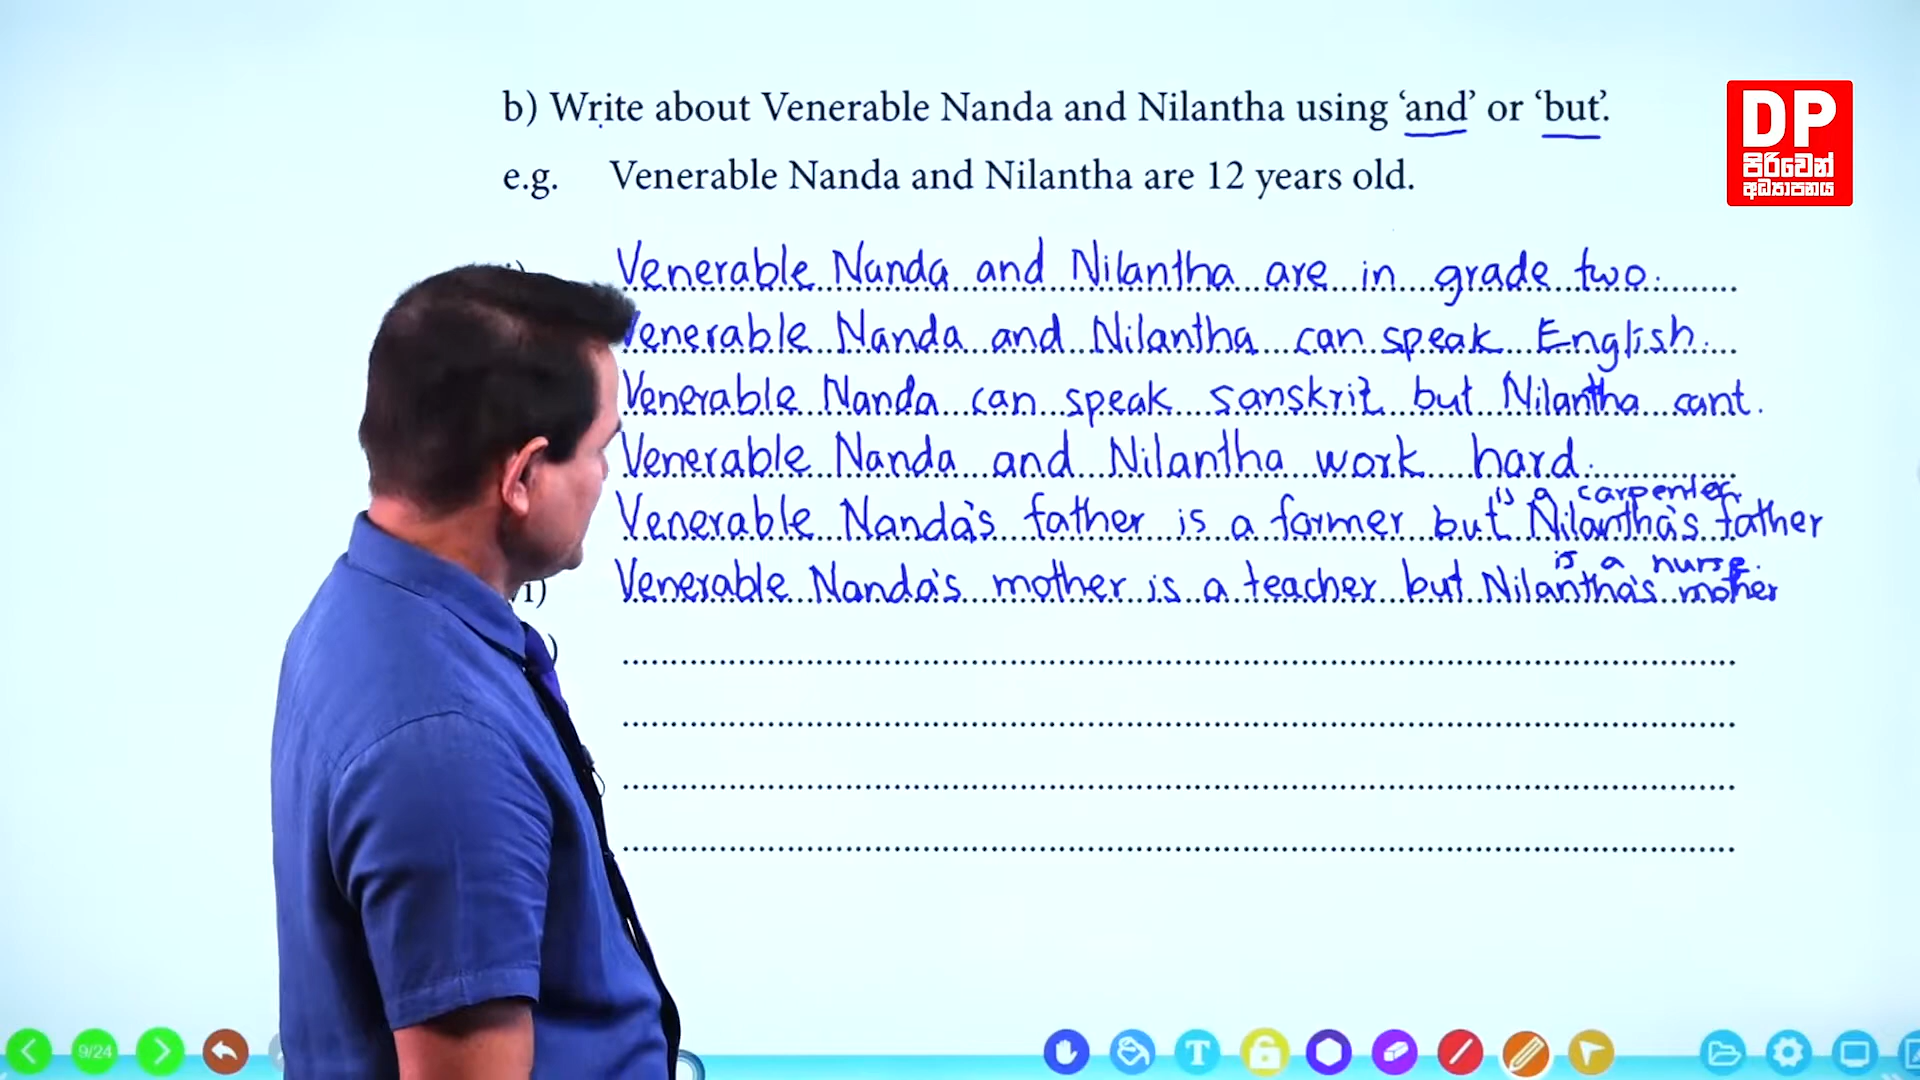 b) Write about Venerable Nanda and Nilantha using ‘and’ or ‘but’.
DP
පිරිවෙන්
අධ්‍යාපනය
e.g. Venerable Nanda and Nilantha are 12 years old.
Venerable Nanda and Nilantha are in grade two.
Venerable Nanda and Nilantha can speak English.
Venerable Nanda can speak sanskrit but Nilantha cant.
Venerable Nanda and Nilantha work hard.
is a carpenter.
Venerable Nanda's father is a farmer but Nilantha's father
is a nurse.
vi) Venerable Nanda's mother is a teacher but Nilantha's mother
9/24
T